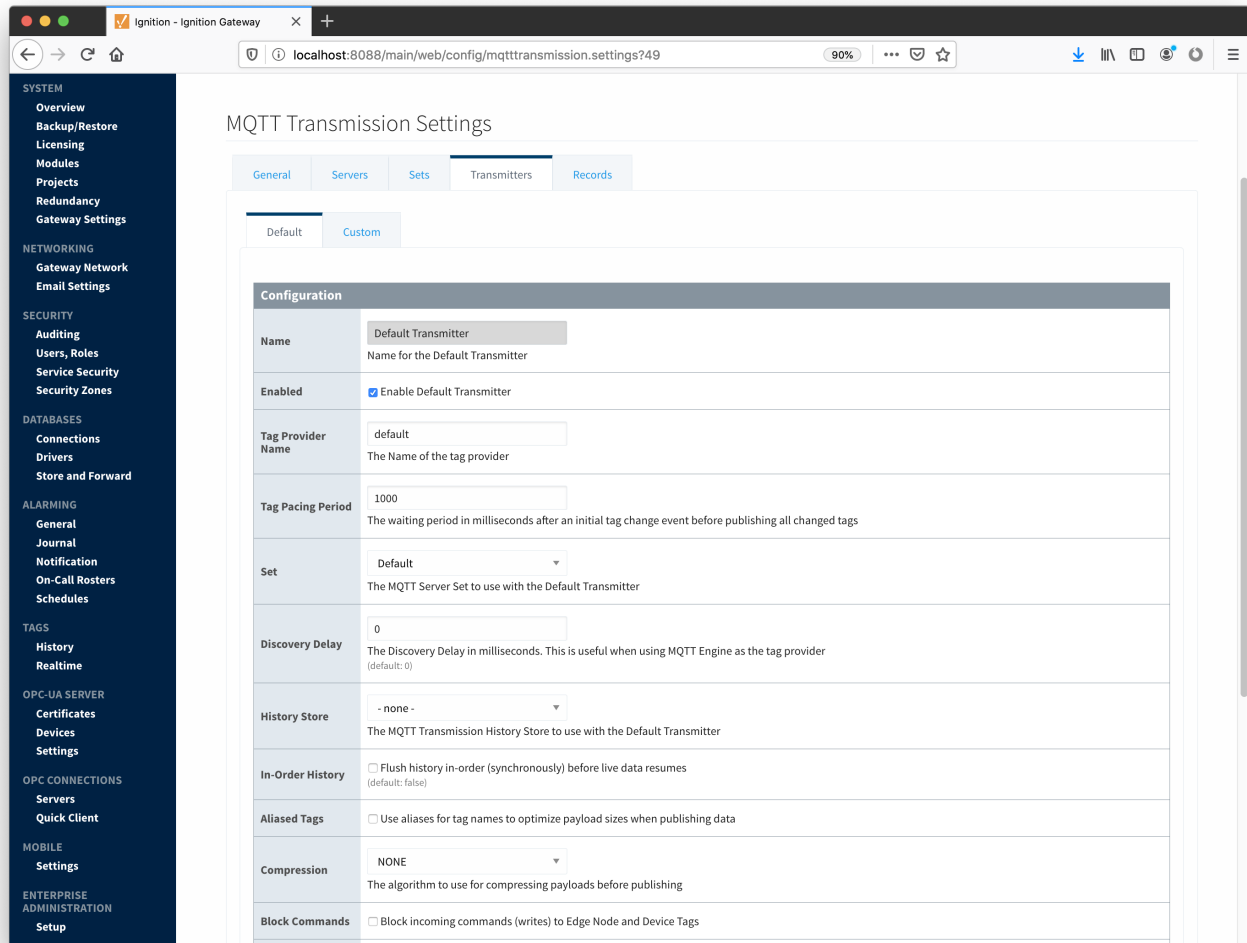 Ignition - Ignition Gateway
localhost:8088/main/web/config/mqtttransmission.settings?49
90%
SYSTEM
Overview
Backup/Restore
Licensing
Modules
Projects
Redundancy
Gateway Settings
NETWORKING
Gateway Network
Email Settings
SECURITY
Auditing
Users, Roles
Service Security
Security Zones
DATABASES
Connections
Drivers
Store and Forward
ALARMING
General
Journal
Notification
On-Call Rosters
Schedules
TAGS
History
Realtime
OPC-UA SERVER
Certificates
Devices
Settings
OPC CONNECTIONS
Servers
Quick Client
MOBILE
Settings
ENTERPRISE
ADMINISTRATION
Setup
MQTT Transmission Settings
General Servers Sets Transmitters Records
Default Custom
Configuration
Name
Default Transmitter
Name for the Default Transmitter
Enabled
Enable Default Transmitter
Tag Provider
Name
default
The Name of the tag provider
Tag Pacing Period
1000
The waiting period in milliseconds after an initial tag change event before publishing all changed tags
Set
Default
The MQTT Server Set to use with the Default Transmitter
Discovery Delay
0
The Discovery Delay in milliseconds. This is useful when using MQTT Engine as the tag provider
(default: 0)
History Store
- none -
The MQTT Transmission History Store to use with the Default Transmitter
In-Order History
Flush history in-order (synchronously) before live data resumes
(default: false)
Aliased Tags
Use aliases for tag names to optimize payload sizes when publishing data
Compression
NONE
The algorithm to use for compressing payloads before publishing
Block Commands
Block incoming commands (writes) to Edge Node and Device Tags